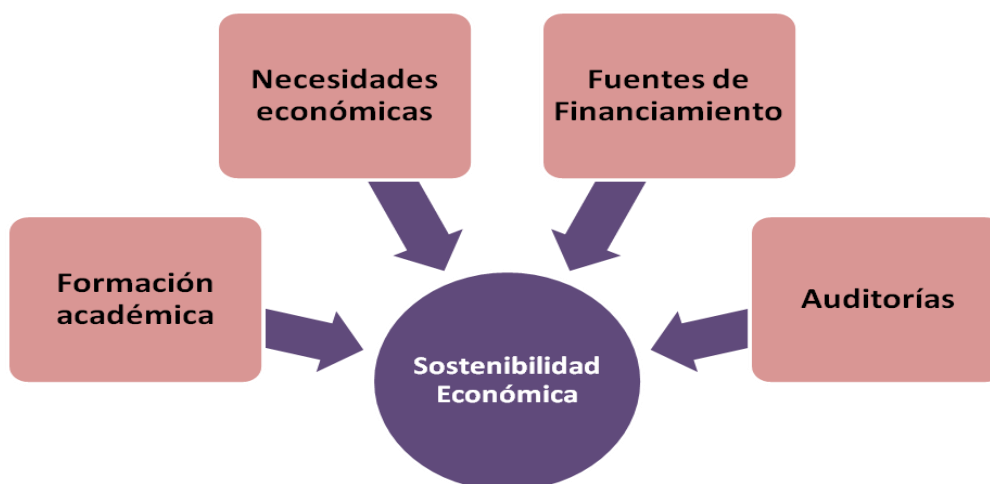 Necesidades
económicas
Fuentes de
Financiamiento
Formación
académica
Auditorías
Sostenibilidad
Económica